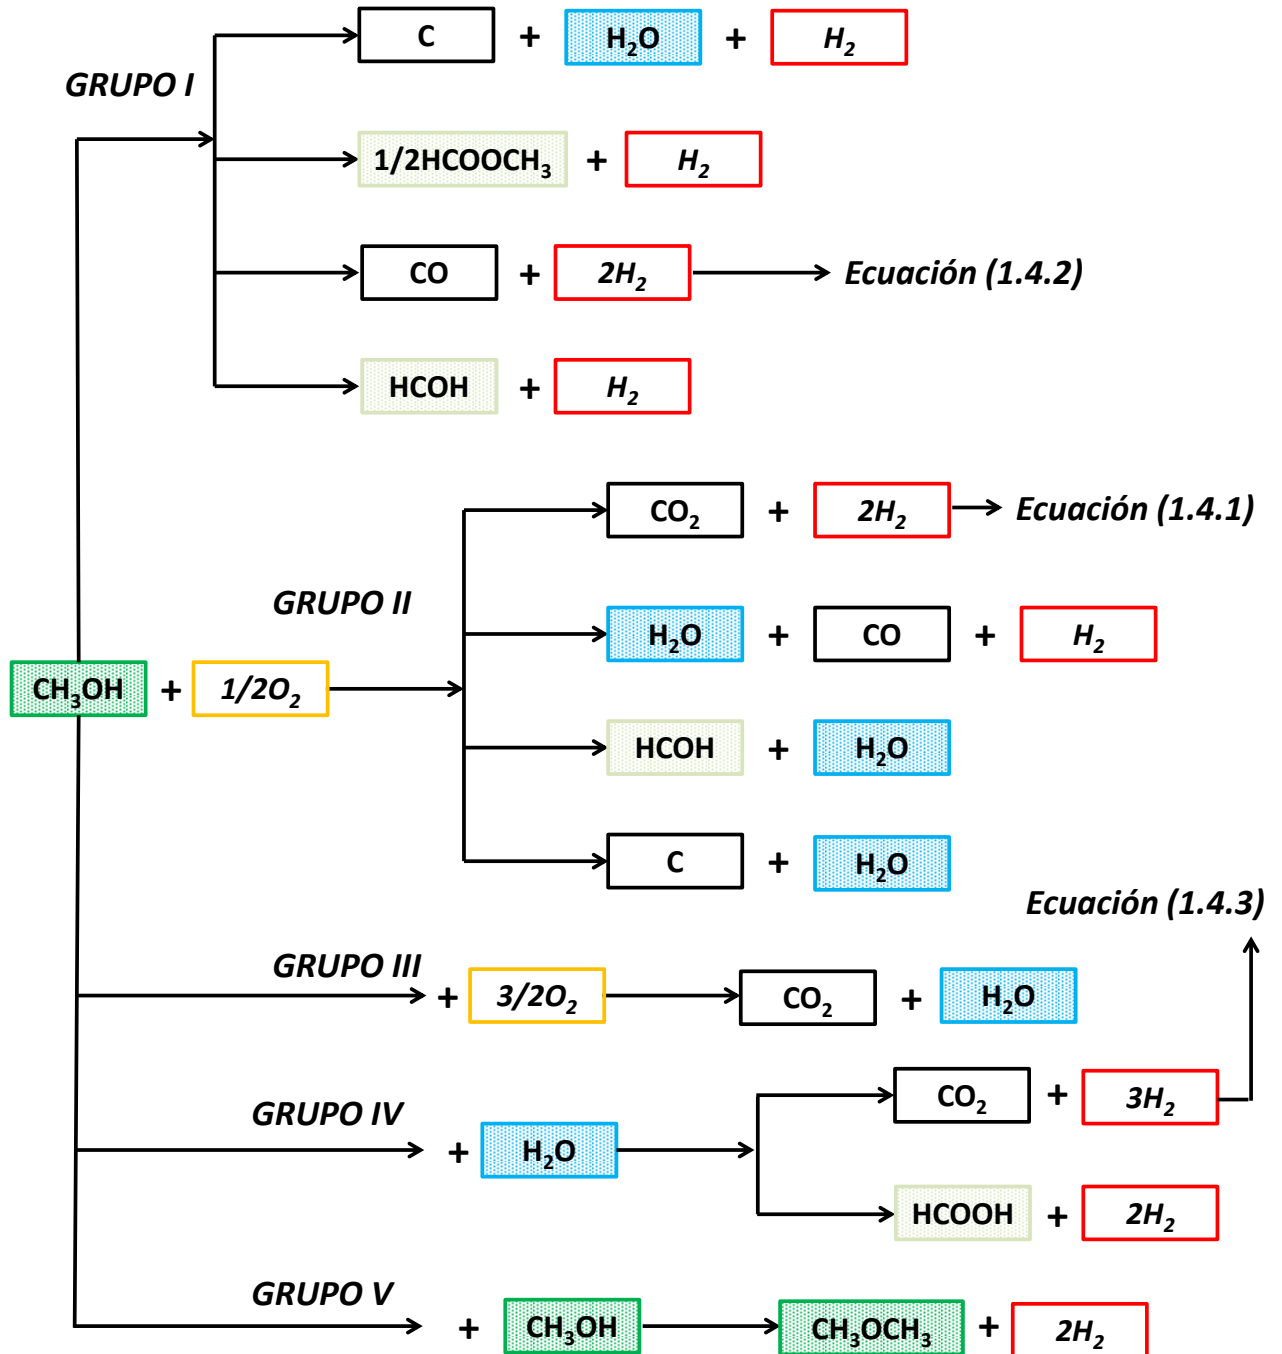 C + H₂O + H₂
GRUPO I
1/2HCOOCH₃ + H₂
CO + 2H₂ Ecuación (1.4.2)
HCOH + H₂
CO₂ + 2H₂ Ecuación (1.4.1)
GRUPO II
H₂O + CO + H₂
CH₃OH + 1/2O₂
HCOH + H₂O
C + H₂O
Ecuación (1.4.3)
GRUPO III
+ 3/2O₂ CO₂ + H₂O
CO₂ + 3H₂
GRUPO IV
+ H₂O
HCOOH + 2H₂
GRUPO V
+ CH₃OH CH₃OCH₃ + 2H₂